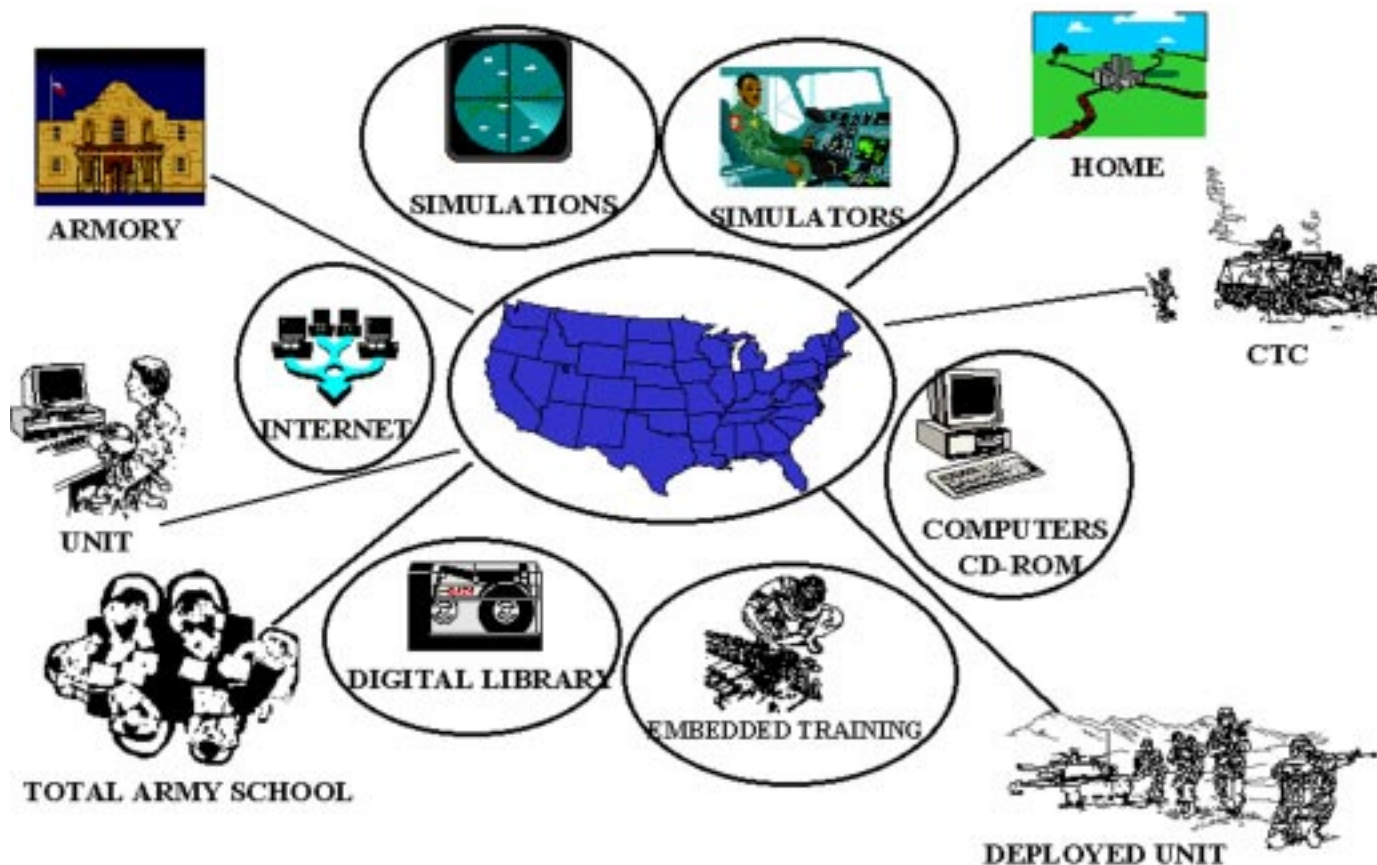 SIMULATIONS
SIMULATORS
HOME
ARMORY
CTC
INTERNET
UNIT
COMPUTERS
CD-ROM
DIGITAL LIBRARY
EMBEDDED TRAINING
TOTAL ARMY SCHOOL
DEPLOYED UNIT